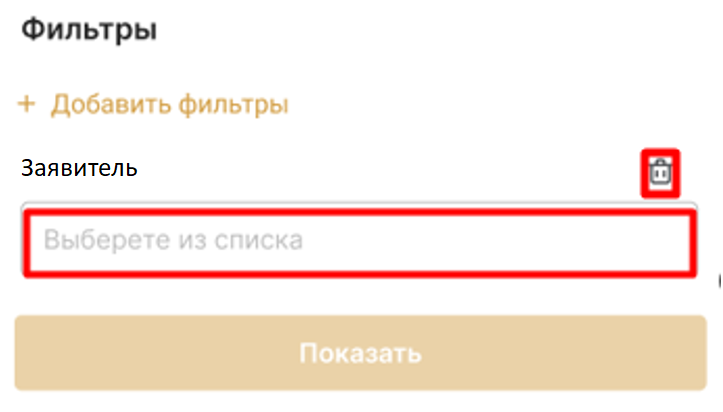 Фильтры
+ Добавить фильтры
Заявитель
Выберете из списка
Показать